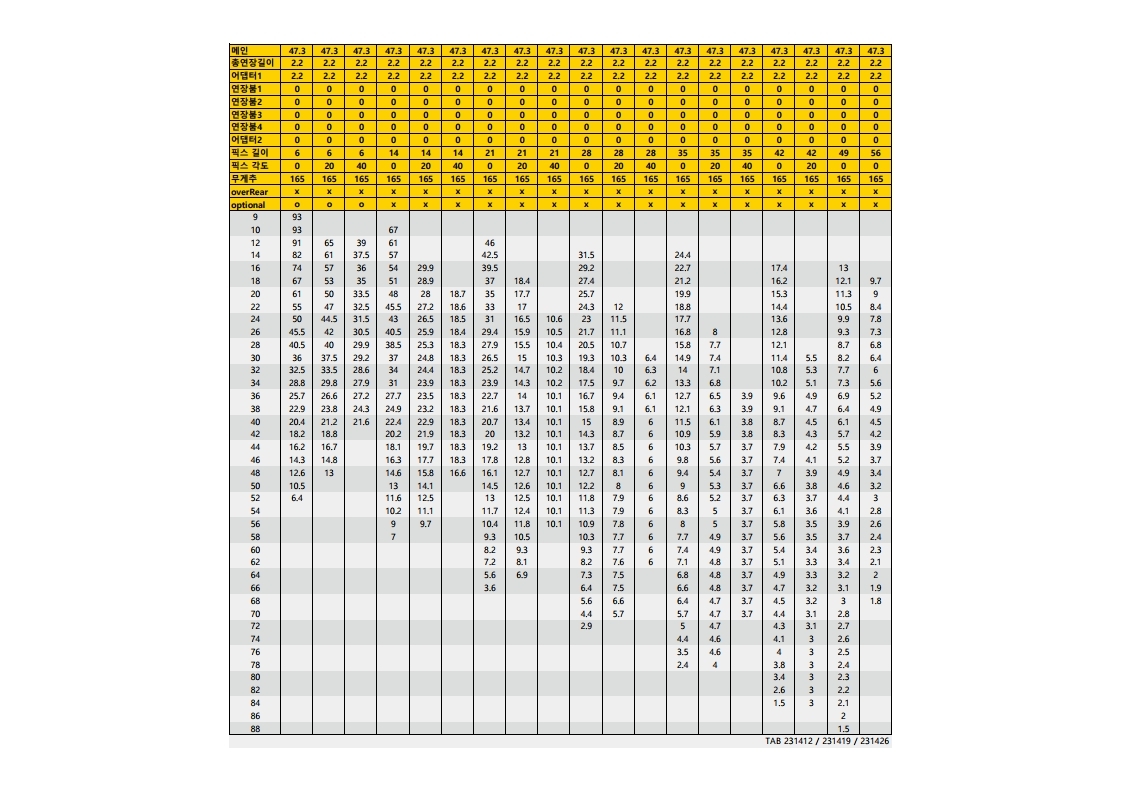 메인 47.3 47.3 47.3 47.3 47.3 47.3 47.3 47.3 47.3 47.3 47.3 47.3 47.3 47.3 47.3 47.3 47.3 47.3 47.3
총연장길이 2.2 2.2 2.2 2.2 2.2 2.2 2.2 2.2 2.2 2.2 2.2 2.2 2.2 2.2 2.2 2.2 2.2 2.2 2.2
어댑터1 2.2 2.2 2.2 2.2 2.2 2.2 2.2 2.2 2.2 2.2 2.2 2.2 2.2 2.2 2.2 2.2 2.2 2.2 2.2
연장붐1 0 0 0 0 0 0 0 0 0 0 0 0 0 0 0 0 0 0 0
연장붐2 0 0 0 0 0 0 0 0 0 0 0 0 0 0 0 0 0 0 0
연장붐3 0 0 0 0 0 0 0 0 0 0 0 0 0 0 0 0 0 0 0
연장붐4 0 0 0 0 0 0 0 0 0 0 0 0 0 0 0 0 0 0 0
어댑터2 0 0 0 0 0 0 0 0 0 0 0 0 0 0 0 0 0 0 0
픽스 길이 6 6 6 14 14 14 21 21 21 28 28 28 35 35 35 42 42 49 56
픽스 각도 0 20 40 0 20 40 0 20 40 0 20 40 0 20 40 0 20 0 0
무게추 165 165 165 165 165 165 165 165 165 165 165 165 165 165 165 165 165 165 165
overRear x x x x x x x x x x x x x x x x x x x
optional o o o x x x x x x x x x x x x x x x x
9 93
10 93 67
12 91 65 39 61 46
14 82 61 37.5 57 42.5 31.5 24.4
16 74 57 36 54 29.9 39.5 29.2 22.7 17.4 13
18 67 53 35 51 28.9 37 18.4 27.4 21.2 16.2 12.1 9.7
20 61 50 33.5 48 28 18.7 35 17.7 25.7 19.9 15.3 11.3 9
22 55 47 32.5 45.5 27.2 18.6 33 17 24.3 12 18.8 14.4 10.5 8.4
24 50 44.5 31.5 43 26.5 18.5 31 16.5 10.6 23 11.5 17.7 13.6 9.9 7.8
26 45.5 42 30.5 40.5 25.9 18.4 29.4 15.9 10.5 21.7 11.1 16.8 8 12.8 9.3 7.3
28 40.5 40 29.9 38.5 25.3 18.3 27.9 15.5 10.4 20.5 10.7 15.8 7.7 12.1 8.7 6.8
30 36 37.5 29.2 37 24.8 18.3 26.5 15 10.3 19.3 10.3 6.4 14.9 7.4 11.4 5.5 8.2 6.4
32 32.5 33.5 28.6 34 24.4 18.3 25.2 14.7 10.2 18.4 10 6.3 14 7.1 10.8 5.3 7.7 6
34 28.8 29.8 27.9 31 23.9 18.3 23.9 14.3 10.2 17.5 9.7 6.2 13.3 6.8 10.2 5.1 7.3 5.6
36 25.7 26.6 27.2 27.7 23.5 18.3 22.7 14 10.1 16.7 9.4 6.1 12.7 6.5 3.9 9.6 4.9 6.9 5.2
38 22.9 23.8 24.3 24.9 23.2 18.3 21.6 13.7 10.1 15.8 9.1 6.1 12.1 6.3 3.9 9.1 4.7 6.4 4.9
40 20.4 21.2 21.6 22.4 22.9 18.3 20.7 13.4 10.1 15 8.9 6 11.5 6.1 3.8 8.7 4.5 6.1 4.5
42 18.2 18.8 20.2 21.9 18.3 20 13.2 10.1 14.3 8.7 6 10.9 5.9 3.8 8.3 4.3 5.7 4.2
44 16.2 16.7 18.1 19.7 18.3 19.2 13 10.1 13.7 8.5 6 10.3 5.7 3.7 7.9 4.2 5.5 3.9
46 14.3 14.8 16.3 17.7 18.3 17.8 12.8 10.1 13.2 8.3 6 9.8 5.6 3.7 7.4 4.1 5.2 3.7
48 12.6 13 14.6 15.8 16.6 16.1 12.7 10.1 12.7 8.1 6 9.4 5.4 3.7 7 3.9 4.9 3.4
50 10.5 13 14.1 14.5 12.6 10.1 12.2 8 6 9 5.3 3.7 6.6 3.8 4.6 3.2
52 6.4 11.6 12.5 13 12.5 10.1 11.8 7.9 6 8.6 5.2 3.7 6.3 3.7 4.4 3
54 10.2 11.1 11.7 12.4 10.1 11.3 7.9 6 8.3 5 3.7 6.1 3.6 4.1 2.8
56 9 9.7 10.4 11.8 10.1 10.9 7.8 6 8 5 3.7 5.8 3.5 3.9 2.6
58 7 9.3 10.5 10.3 7.7 6 7.7 4.9 3.7 5.6 3.5 3.7 2.4
60 8.2 9.3 9.3 7.7 6 7.4 4.9 3.7 5.4 3.4 3.6 2.3
62 7.2 8.1 8.2 7.6 6 7.1 4.8 3.7 5.1 3.3 3.4 2.1
64 5.6 6.9 7.3 7.5 6.8 4.8 3.7 4.9 3.3 3.2 2
66 3.6 6.4 7.5 6.6 4.8 3.7 4.7 3.2 3.1 1.9
68 5.6 6.6 6.4 4.7 3.7 4.5 3.2 3 1.8
70 4.4 5.7 5.7 4.7 3.7 4.4 3.1 2.8
72 2.9 5 4.7 4.3 3.1 2.7
74 4.4 4.6 4.1 3 2.6
76 3.5 4.6 4 3 2.5
78 2.4 4 3.8 3 2.4
80 3.4 3 2.3
82 2.6 3 2.2
84 1.5 3 2.1
86 2
88 1.5
TAB 231412 / 231419 / 231426